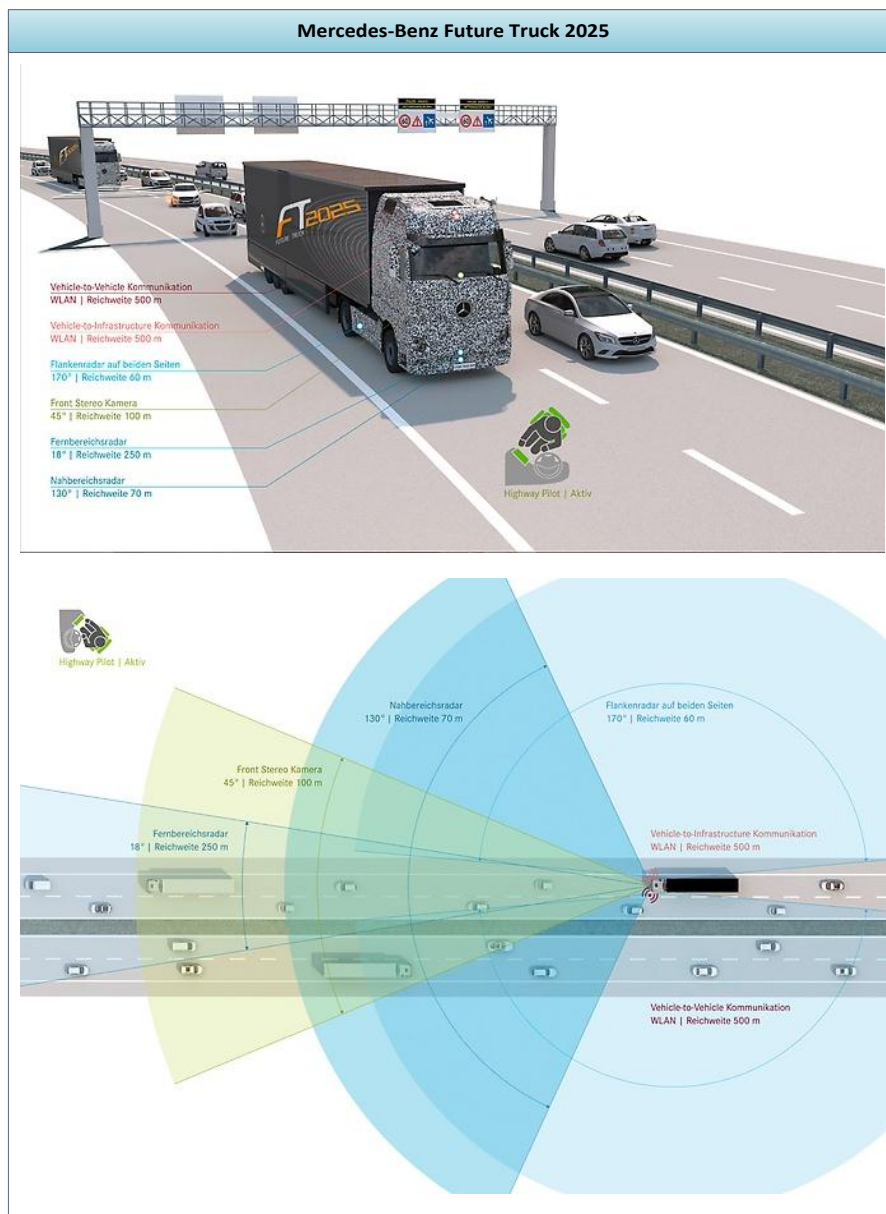 Mercedes-Benz Future Truck 2025
60
60
FT2025
FUTURE TRUCK
Vehicle-to-Vehicle Kommunikation
WLAN | Reichweite 500 m
Vehicle-to-Infrastructure Kommunikation
WLAN | Reichweite 500 m
Flankenradar auf beiden Seiten
170° | Reichweite 60 m
Front Stereo Kamera
45° | Reichweite 100 m
Fernbereichsradar
18° | Reichweite 250 m
Nahbereichsradar
130° | Reichweite 70 m
Highway Pilot | Aktiv
Highway Pilot | Aktiv
Nahbereichsradar
130° | Reichweite 70 m
Flankenradar auf beiden Seiten
170° | Reichweite 60 m
Front Stereo Kamera
45° | Reichweite 100 m
Fernbereichsradar
18° | Reichweite 250 m
Vehicle-to-Infrastructure Kommunikation
WLAN | Reichweite 500 m
Vehicle-to-Vehicle Kommunikation
WLAN | Reichweite 500 m